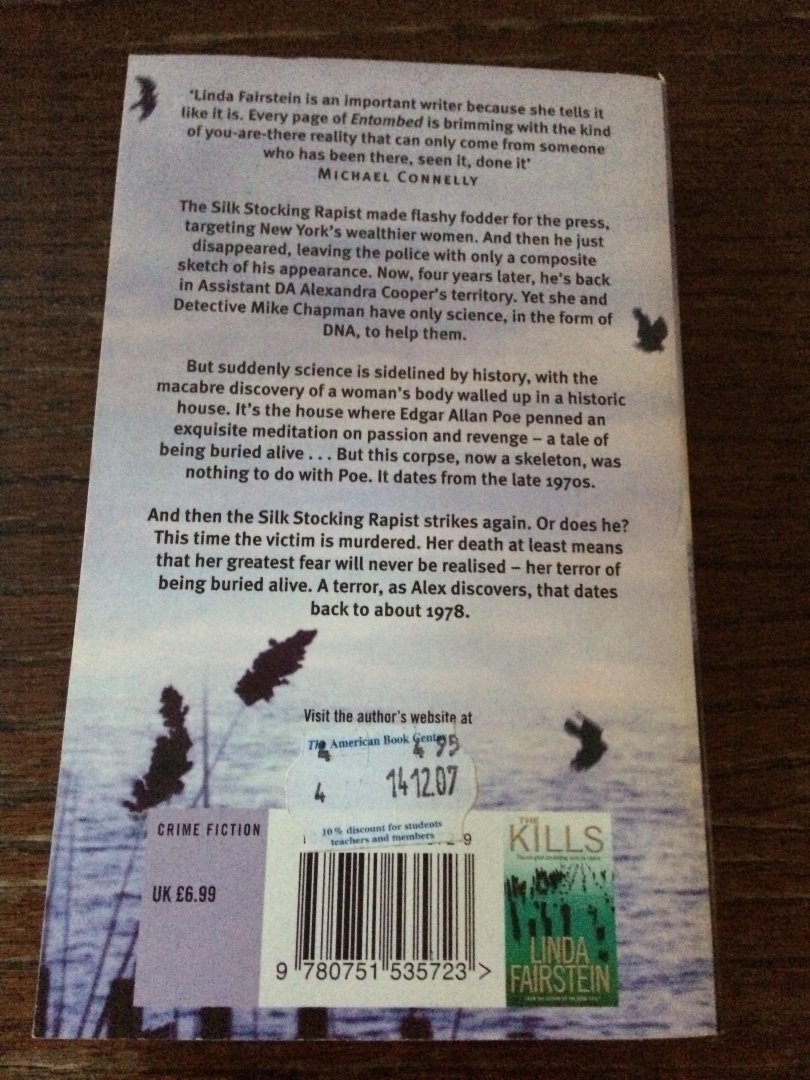 ‘Linda Fairstein is an important writer because she tells it
like it is. Every page of Entombed is brimming with the kind
of you-are-there reality that can only come from someone
who has been there, seen it, done it’
MICHAEL CONNELLY
The Silk Stocking Rapist made flashy fodder for the press,
targeting New York's wealthier women. And then he just
disappeared, leaving the police with only a composite
sketch of his appearance. Now, four years later, he's back
in Assistant DA Alexandra Cooper's territory. Yet she and
Detective Mike Chapman have only science, in the form of
DNA, to help them.
But suddenly science is sidelined by history, with the
macabre discovery of a woman's body walled up in a historic
house. It's the house where Edgar Allan Poe penned an
exquisite meditation on passion and revenge – a tale of
being buried alive . . . But this corpse, now a skeleton, was
nothing to do with Poe. It dates from the late 1970s.
And then the Silk Stocking Rapist strikes again. Or does he?
This time the victim is murdered. Her death at least means
that her greatest fear will never be realised – her terror of
being buried alive. A terror, as Alex discovers, that dates
back to about 1978.
Visit the author's website at
The American Book
4 4 95
4 141207
10% discount for students
teachers and members
CRIME FICTION
UK £6.99
9 780751 535723 >
THE
KILLS
LINDA
FAIRSTEIN